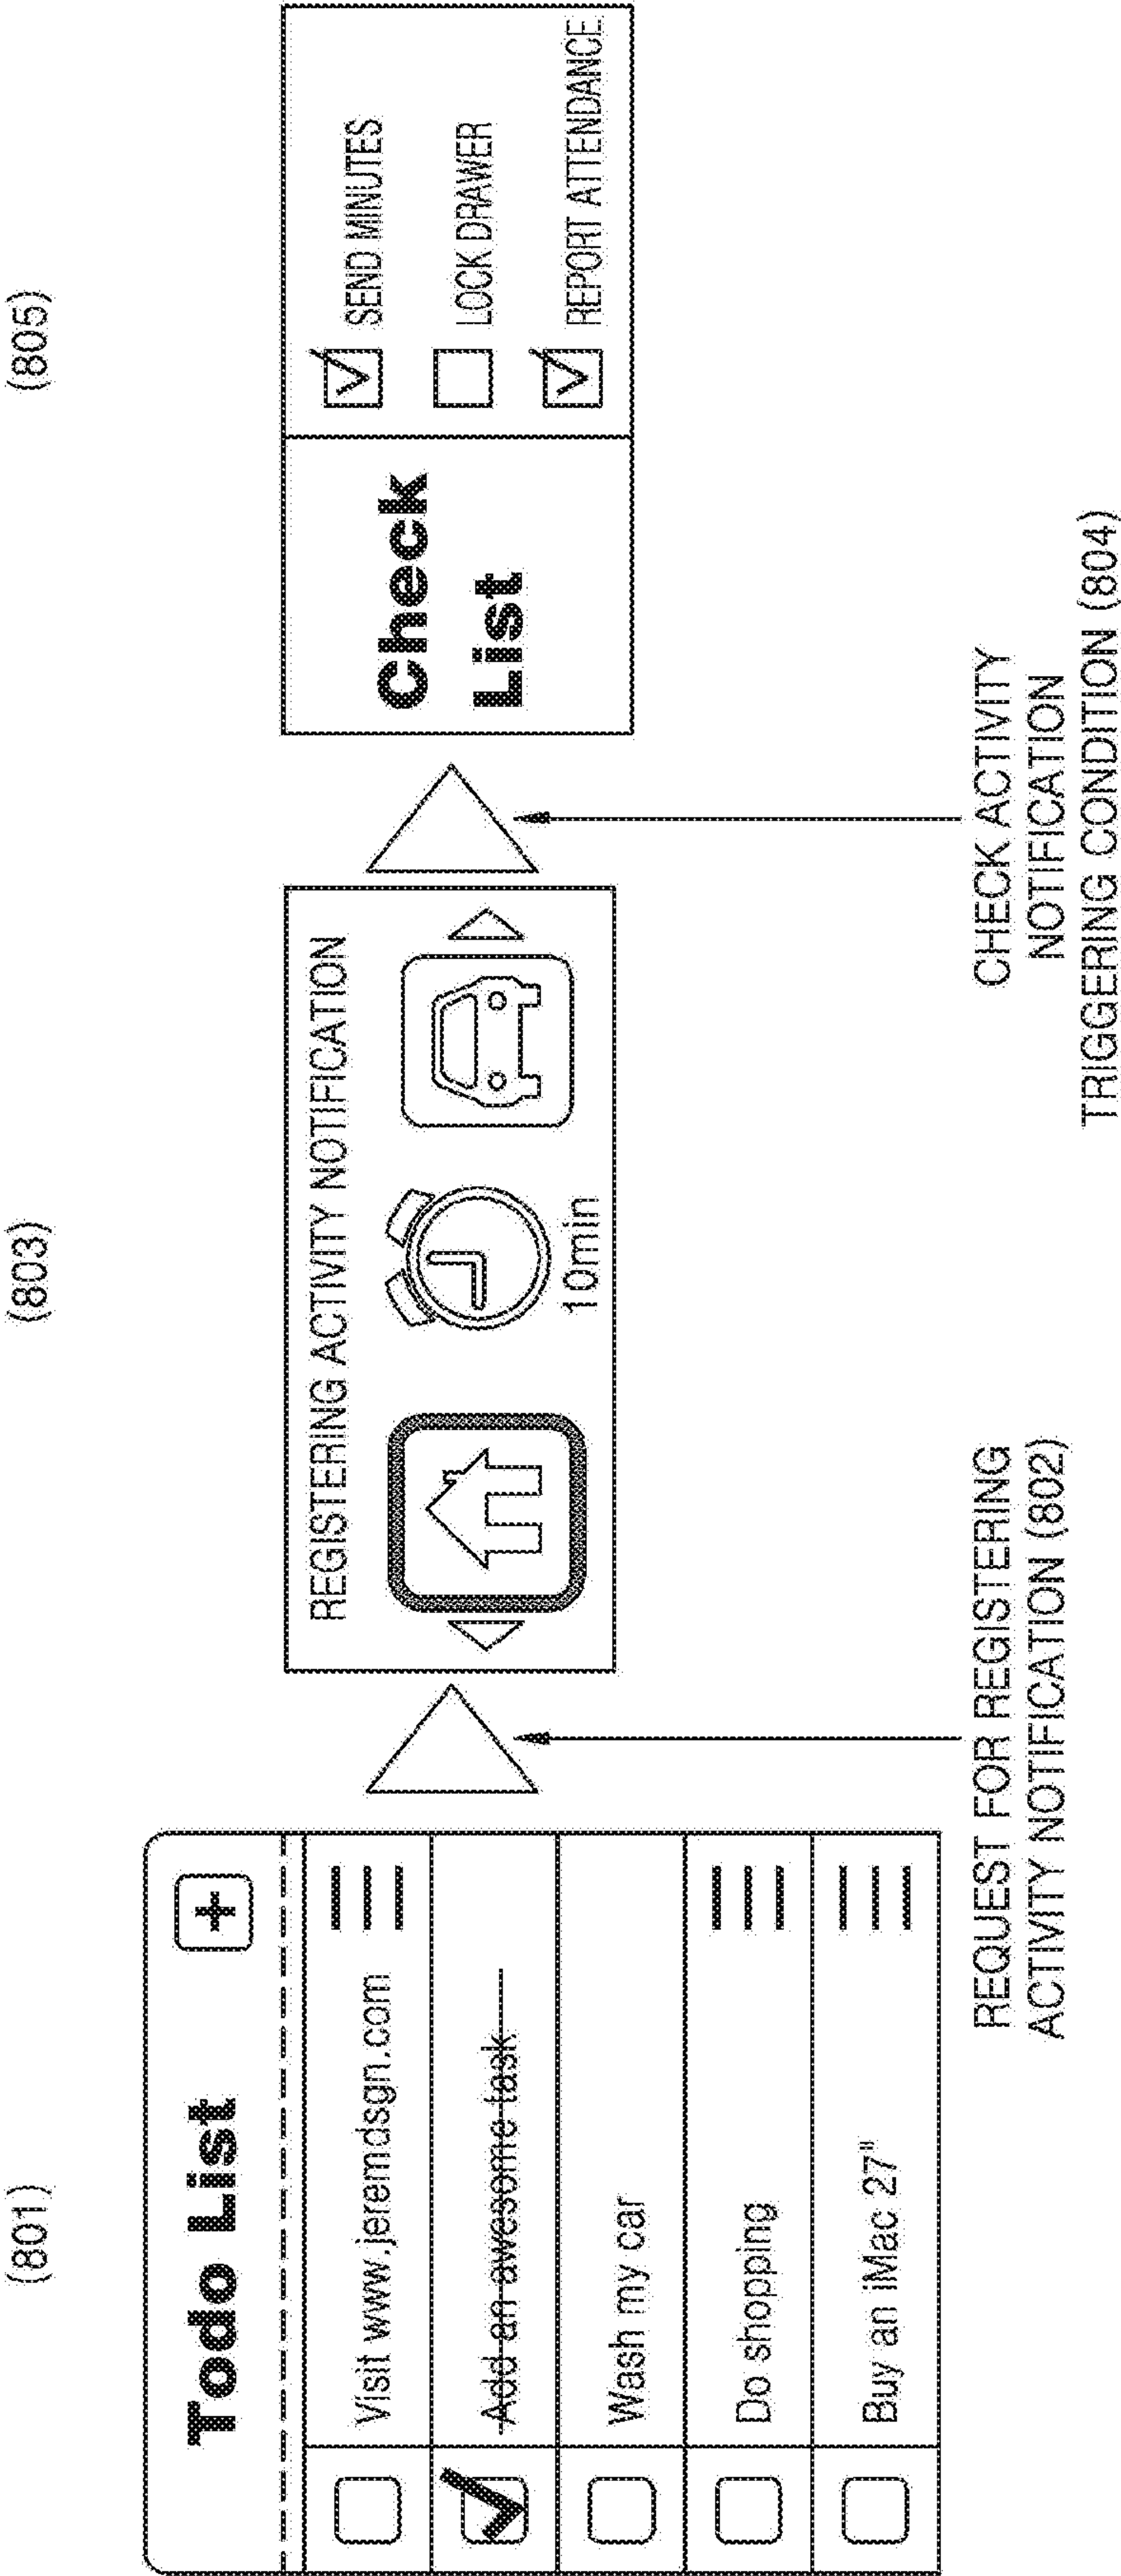 (801)
Todo List
+
Visit www.jeremdsgn.com
Add an awesome task
Wash my car
Do shopping
Buy an iMac 27"
REQUEST FOR REGISTERING
ACTIVITY NOTIFICATION (802)
(803)
REGISTERING ACTIVITY NOTIFICATION
10min
CHECK ACTIVITY
NOTIFICATION
TRIGGERING CONDITION (804)
(805)
Check
List
SEND MINUTES
LOCK DRAWER
REPORT ATTENDANCE